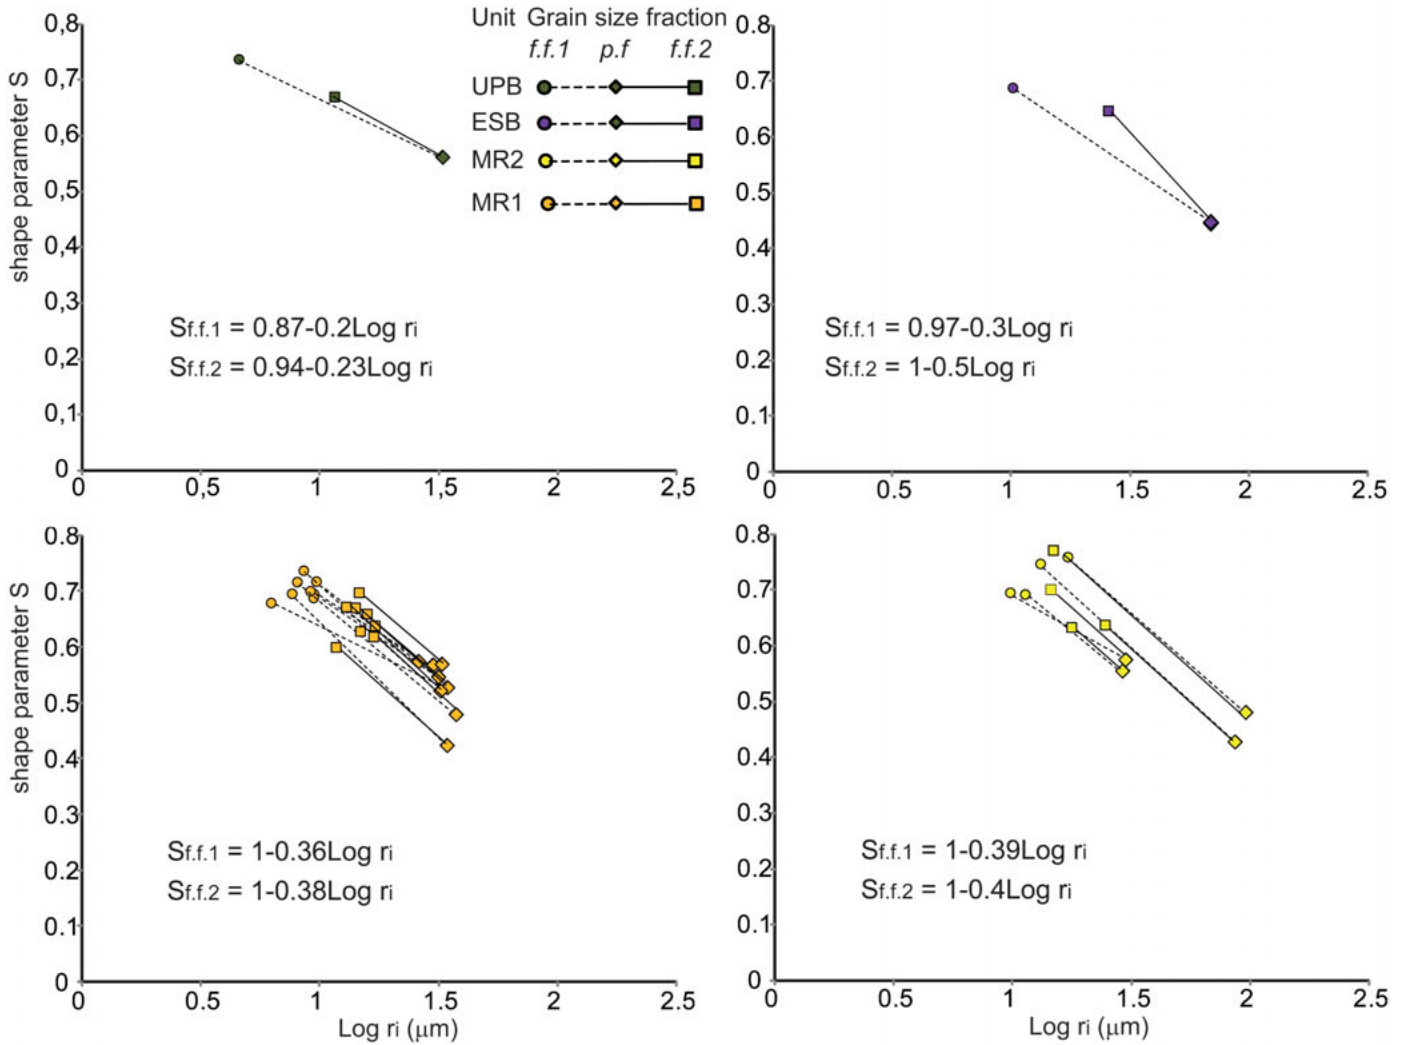 Unit Grain size fraction
f.f.1 p.f f.f.2
UPB
ESB
MR2
MR1
shape parameter S
0,8
0,7
0,6
0,5
0,4
0,3
0,2
0,1
0
Sf.f.1 = 0.87-0.2Log ri
Sf.f.2 = 0.94-0.23Log ri
0 0,5 1 1,5 2 2,5
0.8
0.7
0.6
0.5
0.4
0.3
0.2
0.1
0
Sf.f.1 = 0.97-0.3Log ri
Sf.f.2 = 1-0.5Log ri
0 0.5 1 1.5 2 2.5
shape parameter S
0.8
0.7
0.6
0.5
0.4
0.3
0.2
0.1
0
Sf.f.1 = 1-0.36Log ri
Sf.f.2 = 1-0.38Log ri
0 0,5 1 1.5 2 2.5
Log ri (μm)
0.8
0.7
0.6
0.5
0.4
0.3
0.2
0.1
0
Sf.f.1 = 1-0.39Log ri
Sf.f.2 = 1-0.4Log ri
0 0.5 1 1.5 2 2.5
Log ri (μm)